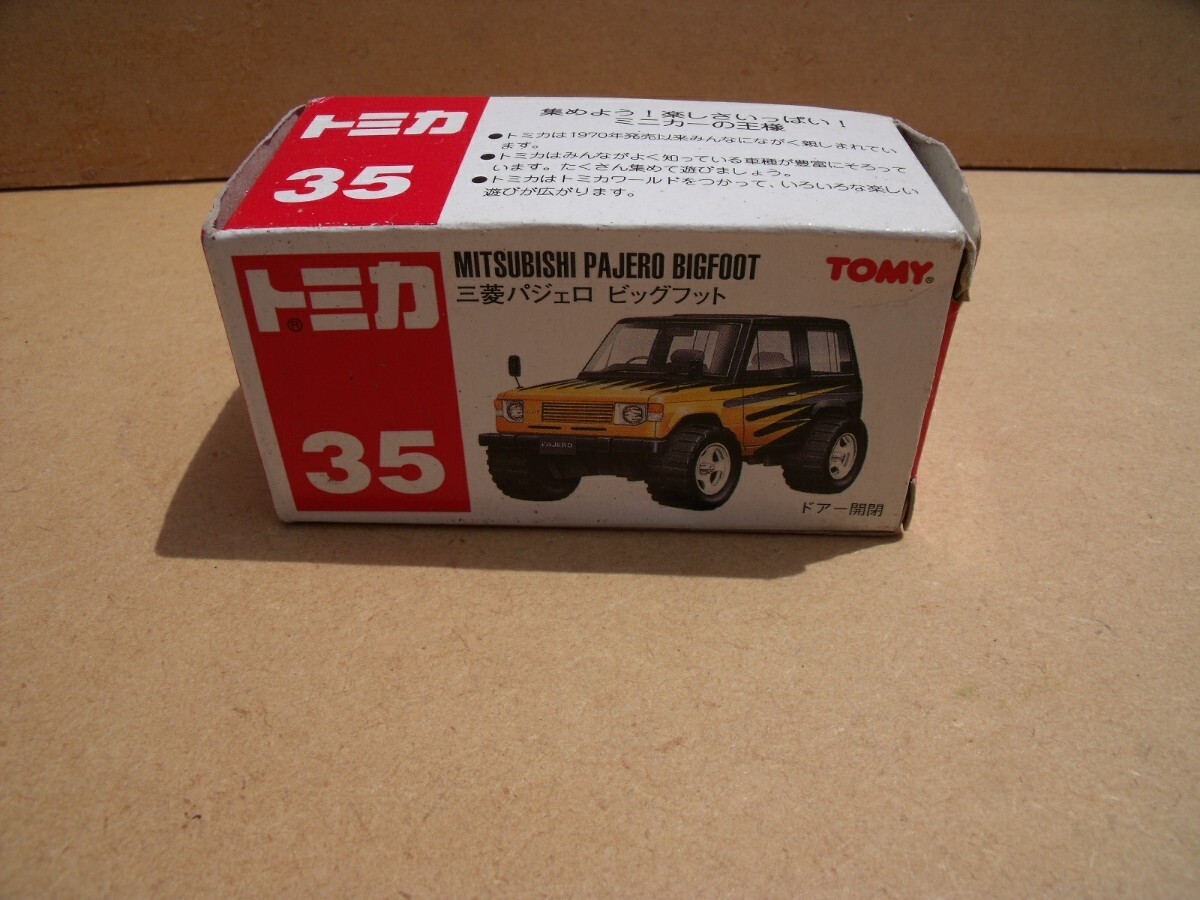 トミカ
35
集めよう!楽しさいっぱい!
ミニカーの王様
●トミカは1970年発売以来みんなにながく親しまれてい
ます。
●トミカはみんながよく知っている車種が豊富にそろって
います。たくさん集めて遊びましょう。
●トミカはトミカワールドをつかって、いろいろな楽しい
遊びが広がります。
トミカ®
35
MITSUBISHI PAJERO BIGFOOT
三菱パジェロ ビッグフット
TOMY®
PAJERO
ドアー開閉